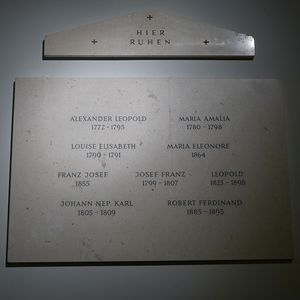 HIER
RUHEN
ALEXANDER LEOPOLD MARIA AMALIA
1772 - 1795 1780 - 1798
LOUISE ELISABETH MARIA ELEONORE
1790 - 1791 1864
FRANZ JOSEF JOSEF FRANZ LEOPOLD
1855 1799 - 1807 1823 - 1898
JOHANN NEP. KARL ROBERT FERDINAND
1805 - 1809 1885 - 1895